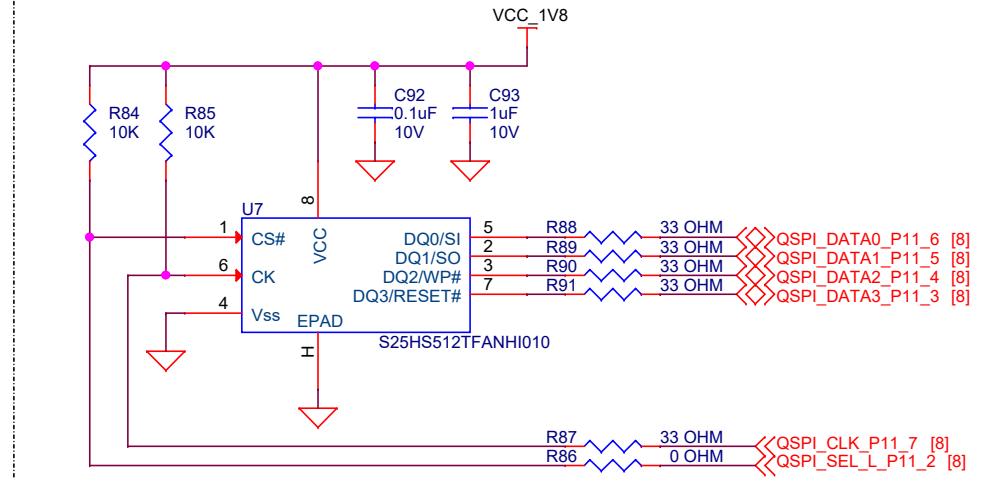 VCC_1V8
R84
10K
R85
10K
C92
0.1uF
10V
C93
1uF
10V
U7
8
VCC
1
CS#
6
CK
4
Vss
EPAD
H
DQ0/SI
5
DQ1/SO
2
DQ2/WP#
3
DQ3/RESET#
7
S25HS512TFANHI010
R88 33 OHM QSPI_DATA0_P11_6 [8]
R89 33 OHM QSPI_DATA1_P11_5 [8]
R90 33 OHM QSPI_DATA2_P11_4 [8]
R91 33 OHM QSPI_DATA3_P11_3 [8]
R87 33 OHM QSPI_CLK_P11_7 [8]
R86 0 OHM QSPI_SEL_L_P11_2 [8]